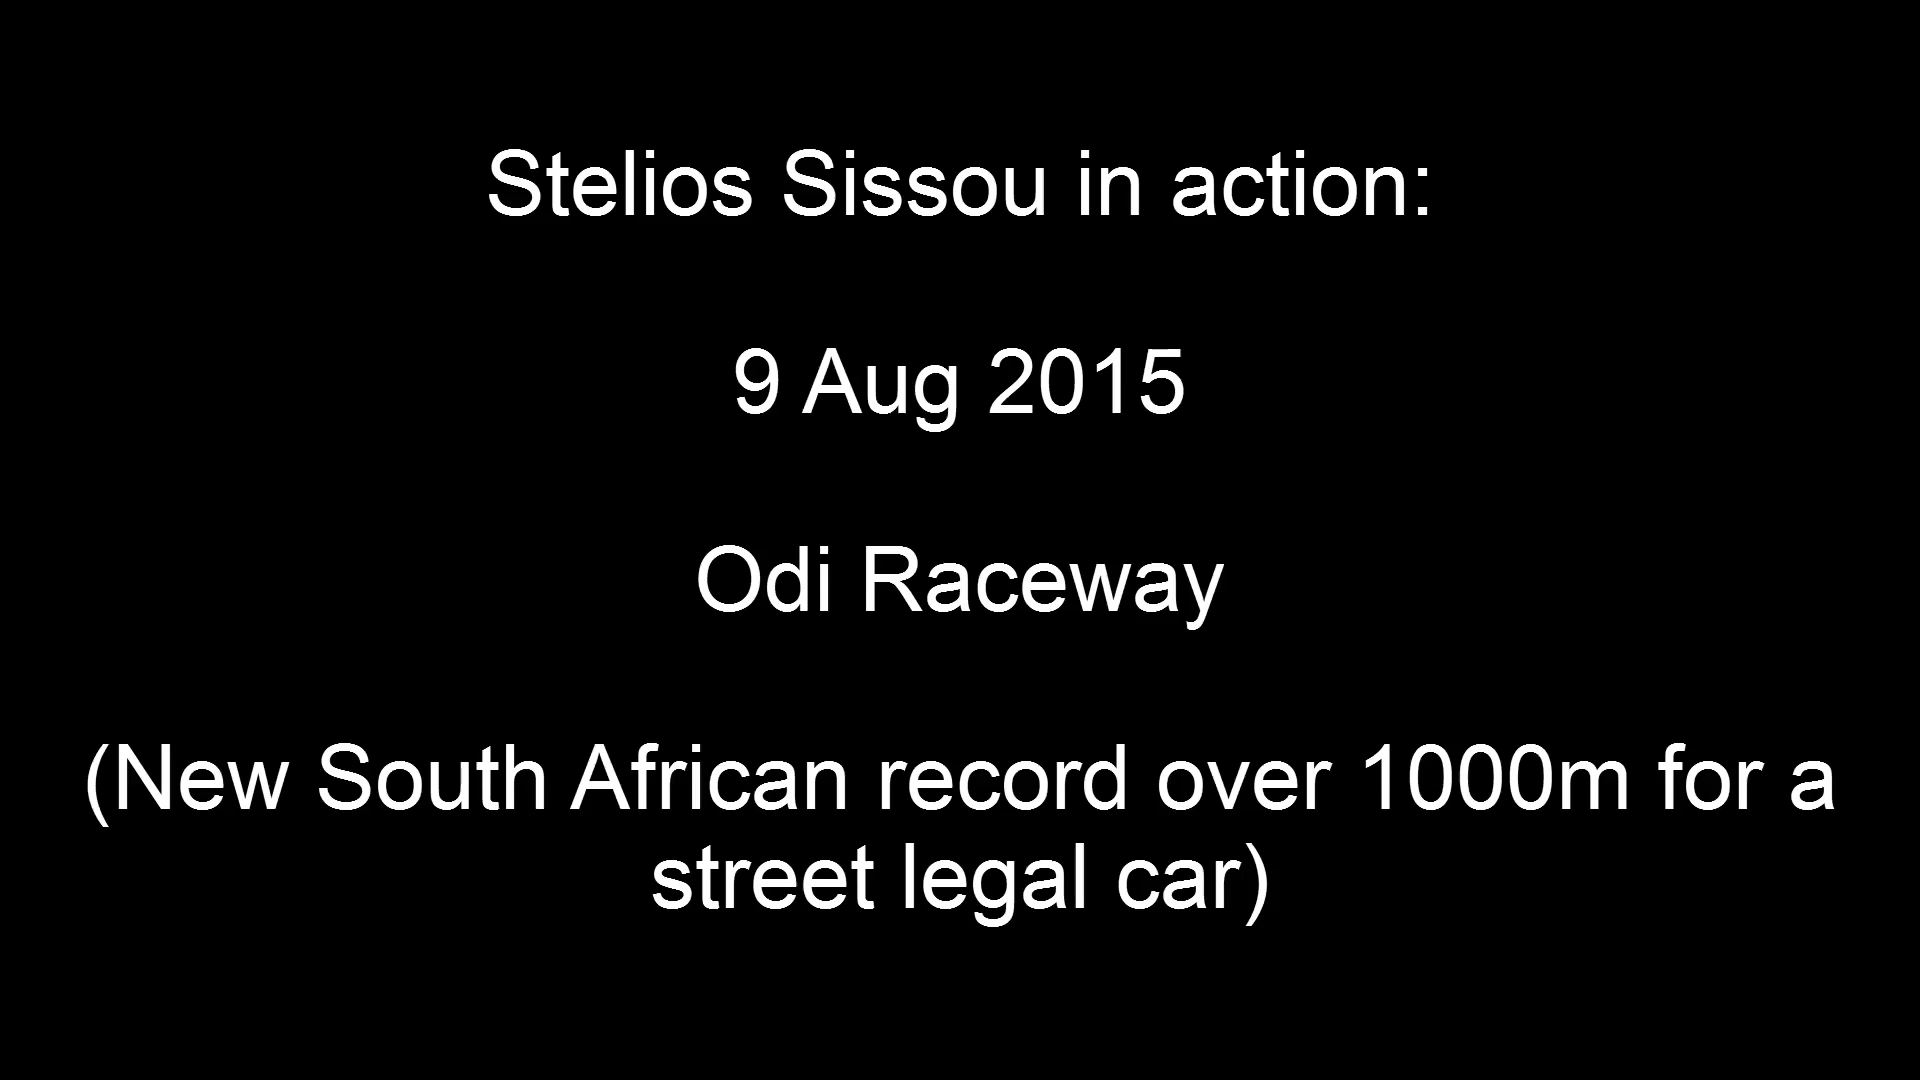 Stelios Sissou in action:
9 Aug 2015
Odi Raceway
(New South African record over 1000m for a
street legal car)